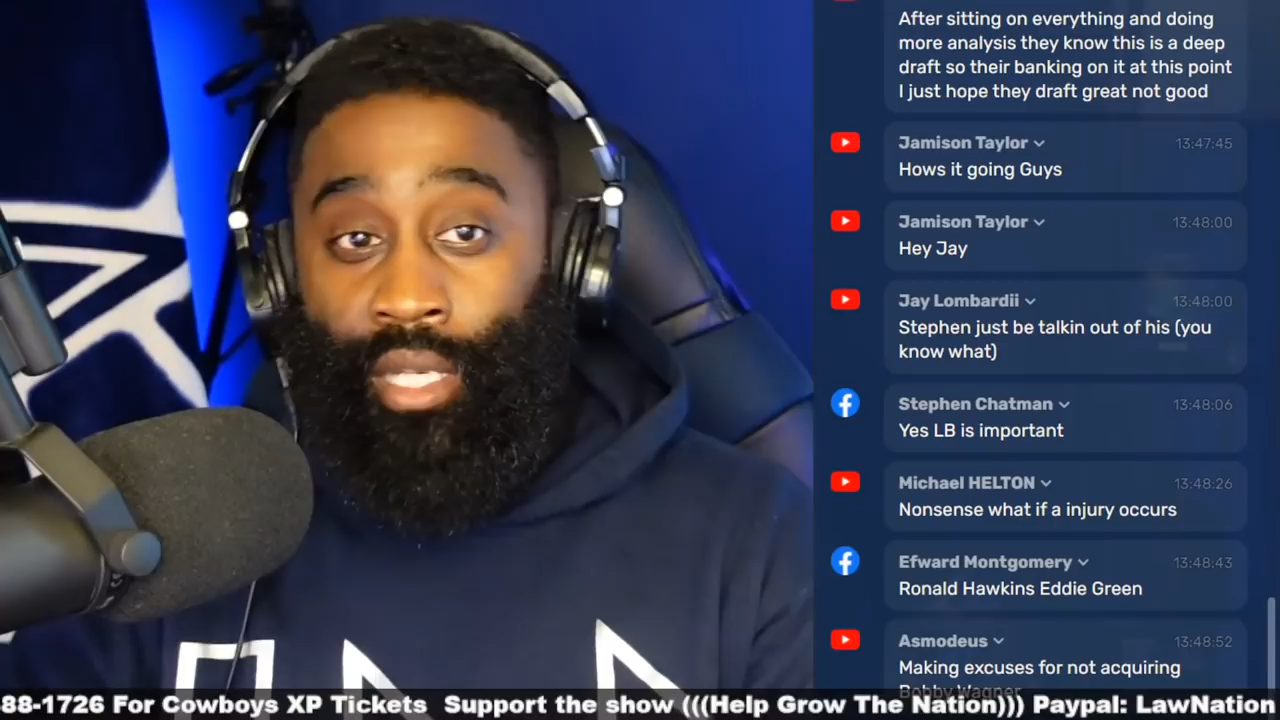 After sitting on everything and doing
more analysis they know this is a deep
draft so their banking on it at this point
I just hope they draft great not good
Jamison Taylor 13:47:45
Hows it going Guys
Jamison Taylor 13:48:00
Hey Jay
Jay Lombardii 13:48:00
Stephen just be talkin out of his (you
know what)
Stephen Chatman 13:48:06
Yes LB is important
Michael HELTON 13:48:26
Nonsense what if a injury occurs
Efward Montgomery 13:48:43
Ronald Hawkins Eddie Green
Asmodeus 13:48:52
Making excuses for not acquiring
Bobby Wagner
88-1726 For Cowboys XP Tickets Support the show (((Help Grow The Nation))) Paypal: LawNation